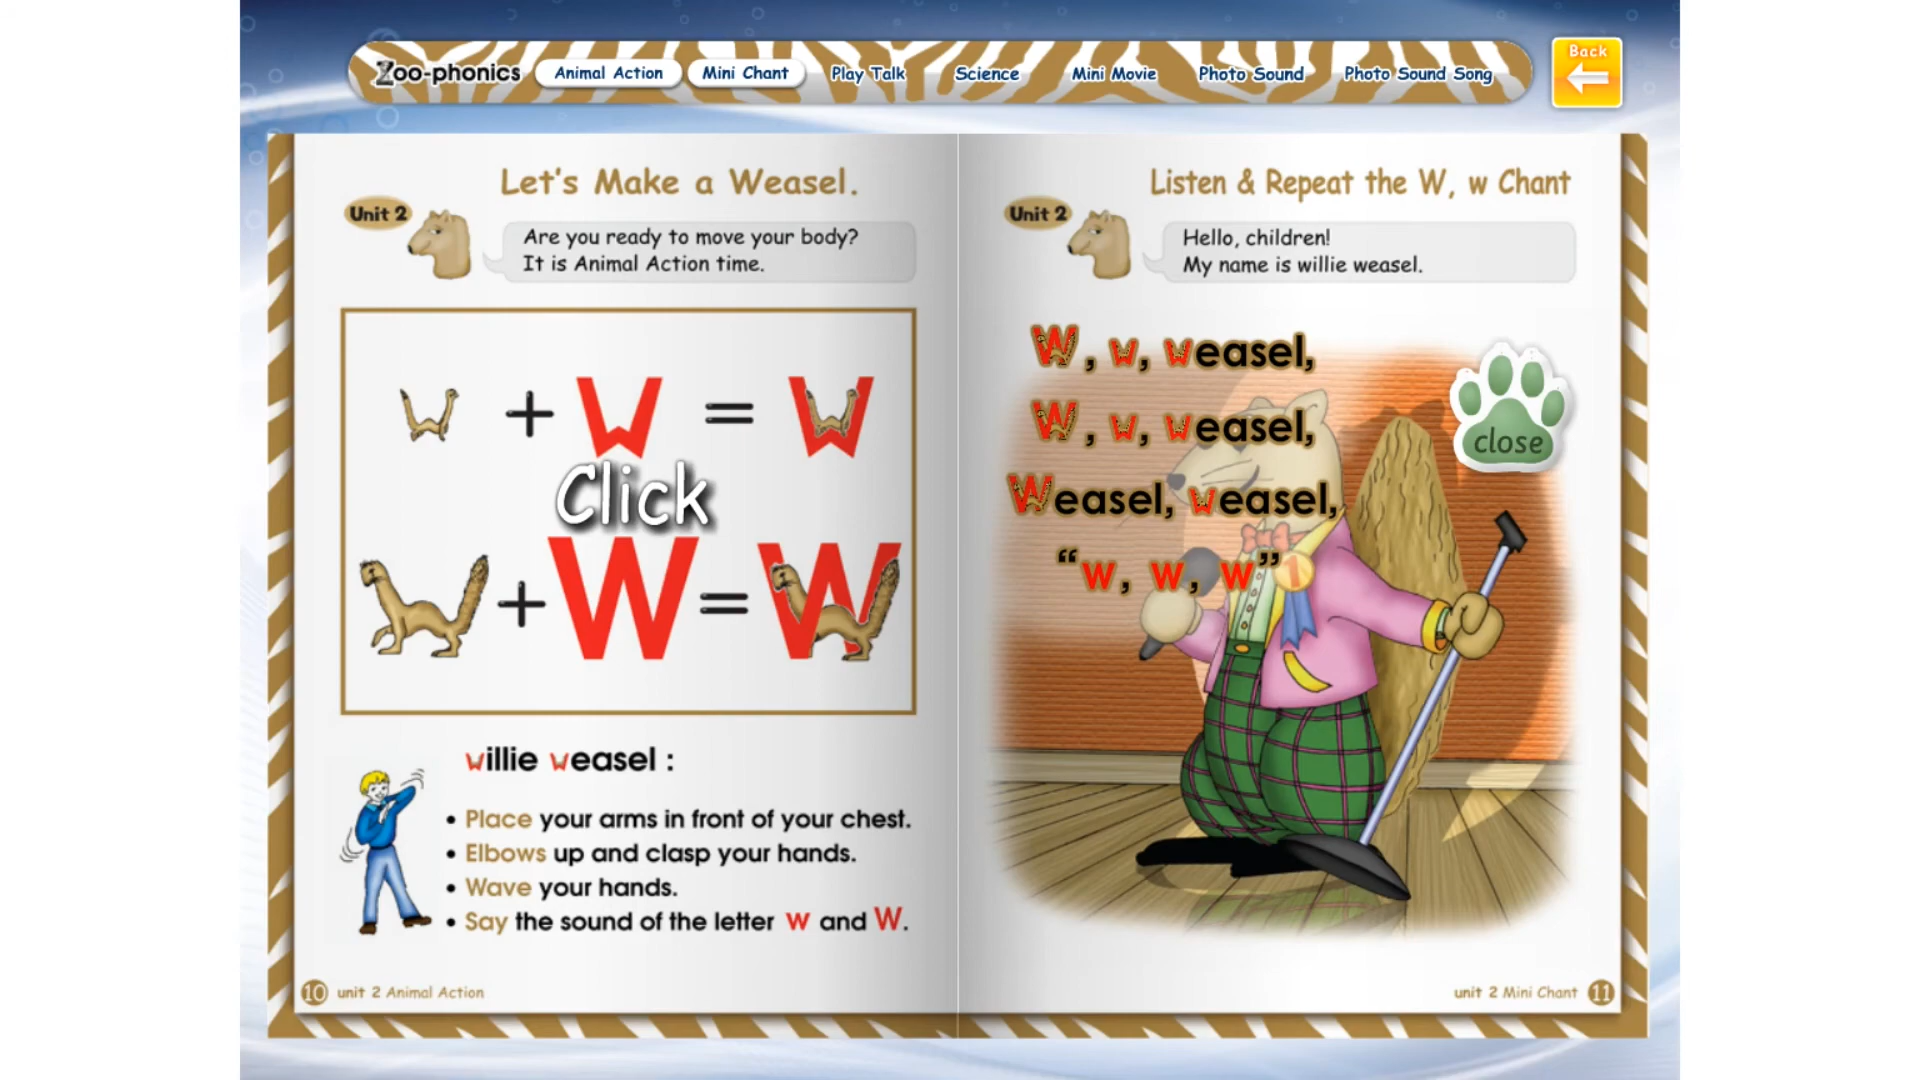 Zoo-phonics Animal Action Mini Chant Play Talk Science Mini Movie Photo Sound Photo Sound Song Back
Let's Make a Weasel.
Unit 2
Are you ready to move your body?
It is Animal Action time.
+ w =
Click
+ W =
willie weasel :
• Place your arms in front of your chest.
• Elbows up and clasp your hands.
• Wave your hands.
• Say the sound of the letter w and W.
10 unit 2 Animal Action
Listen & Repeat the W, w Chant
Unit 2
Hello, children!
My name is willie weasel.
W, w, weasel,
W, w, weasel,
Weasel, weasel,
“w, w, w”
1
close
unit 2 Mini Chant 11